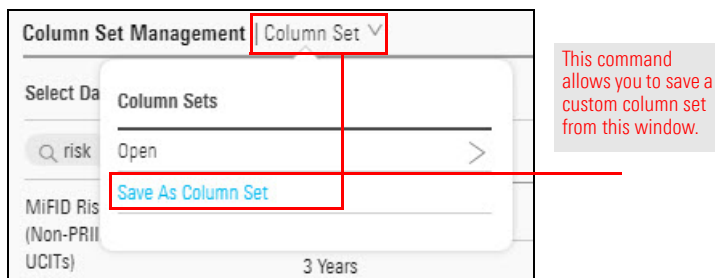 Column Set Management | Column Set
Select Da
Column Sets
risk
Open
Save As Column Set
MiFID Ris
(Non-PRII
UCITs)
3 Years
This command
allows you to save a
custom column set
from this window.